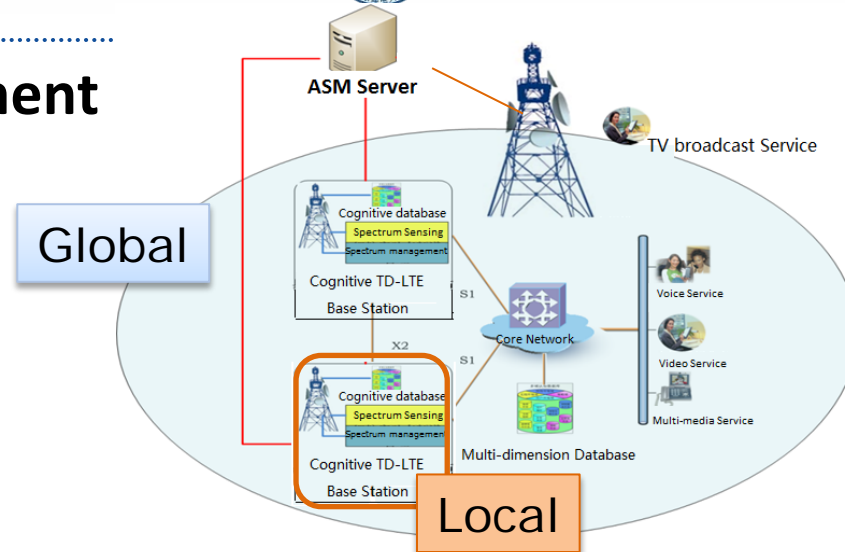 ment
ASM Server
TV broadcast Service
Global
Cognitive database
Spectrum Sensing
Spectrum management
Cognitive TD-LTE
Base Station
S1
X2
S1
Core Network
Voice Service
Video Service
Multi-media Service
Multi-dimension Database
Cognitive database
Spectrum Sensing
Spectrum management
Cognitive TD-LTE
Base Station
Local